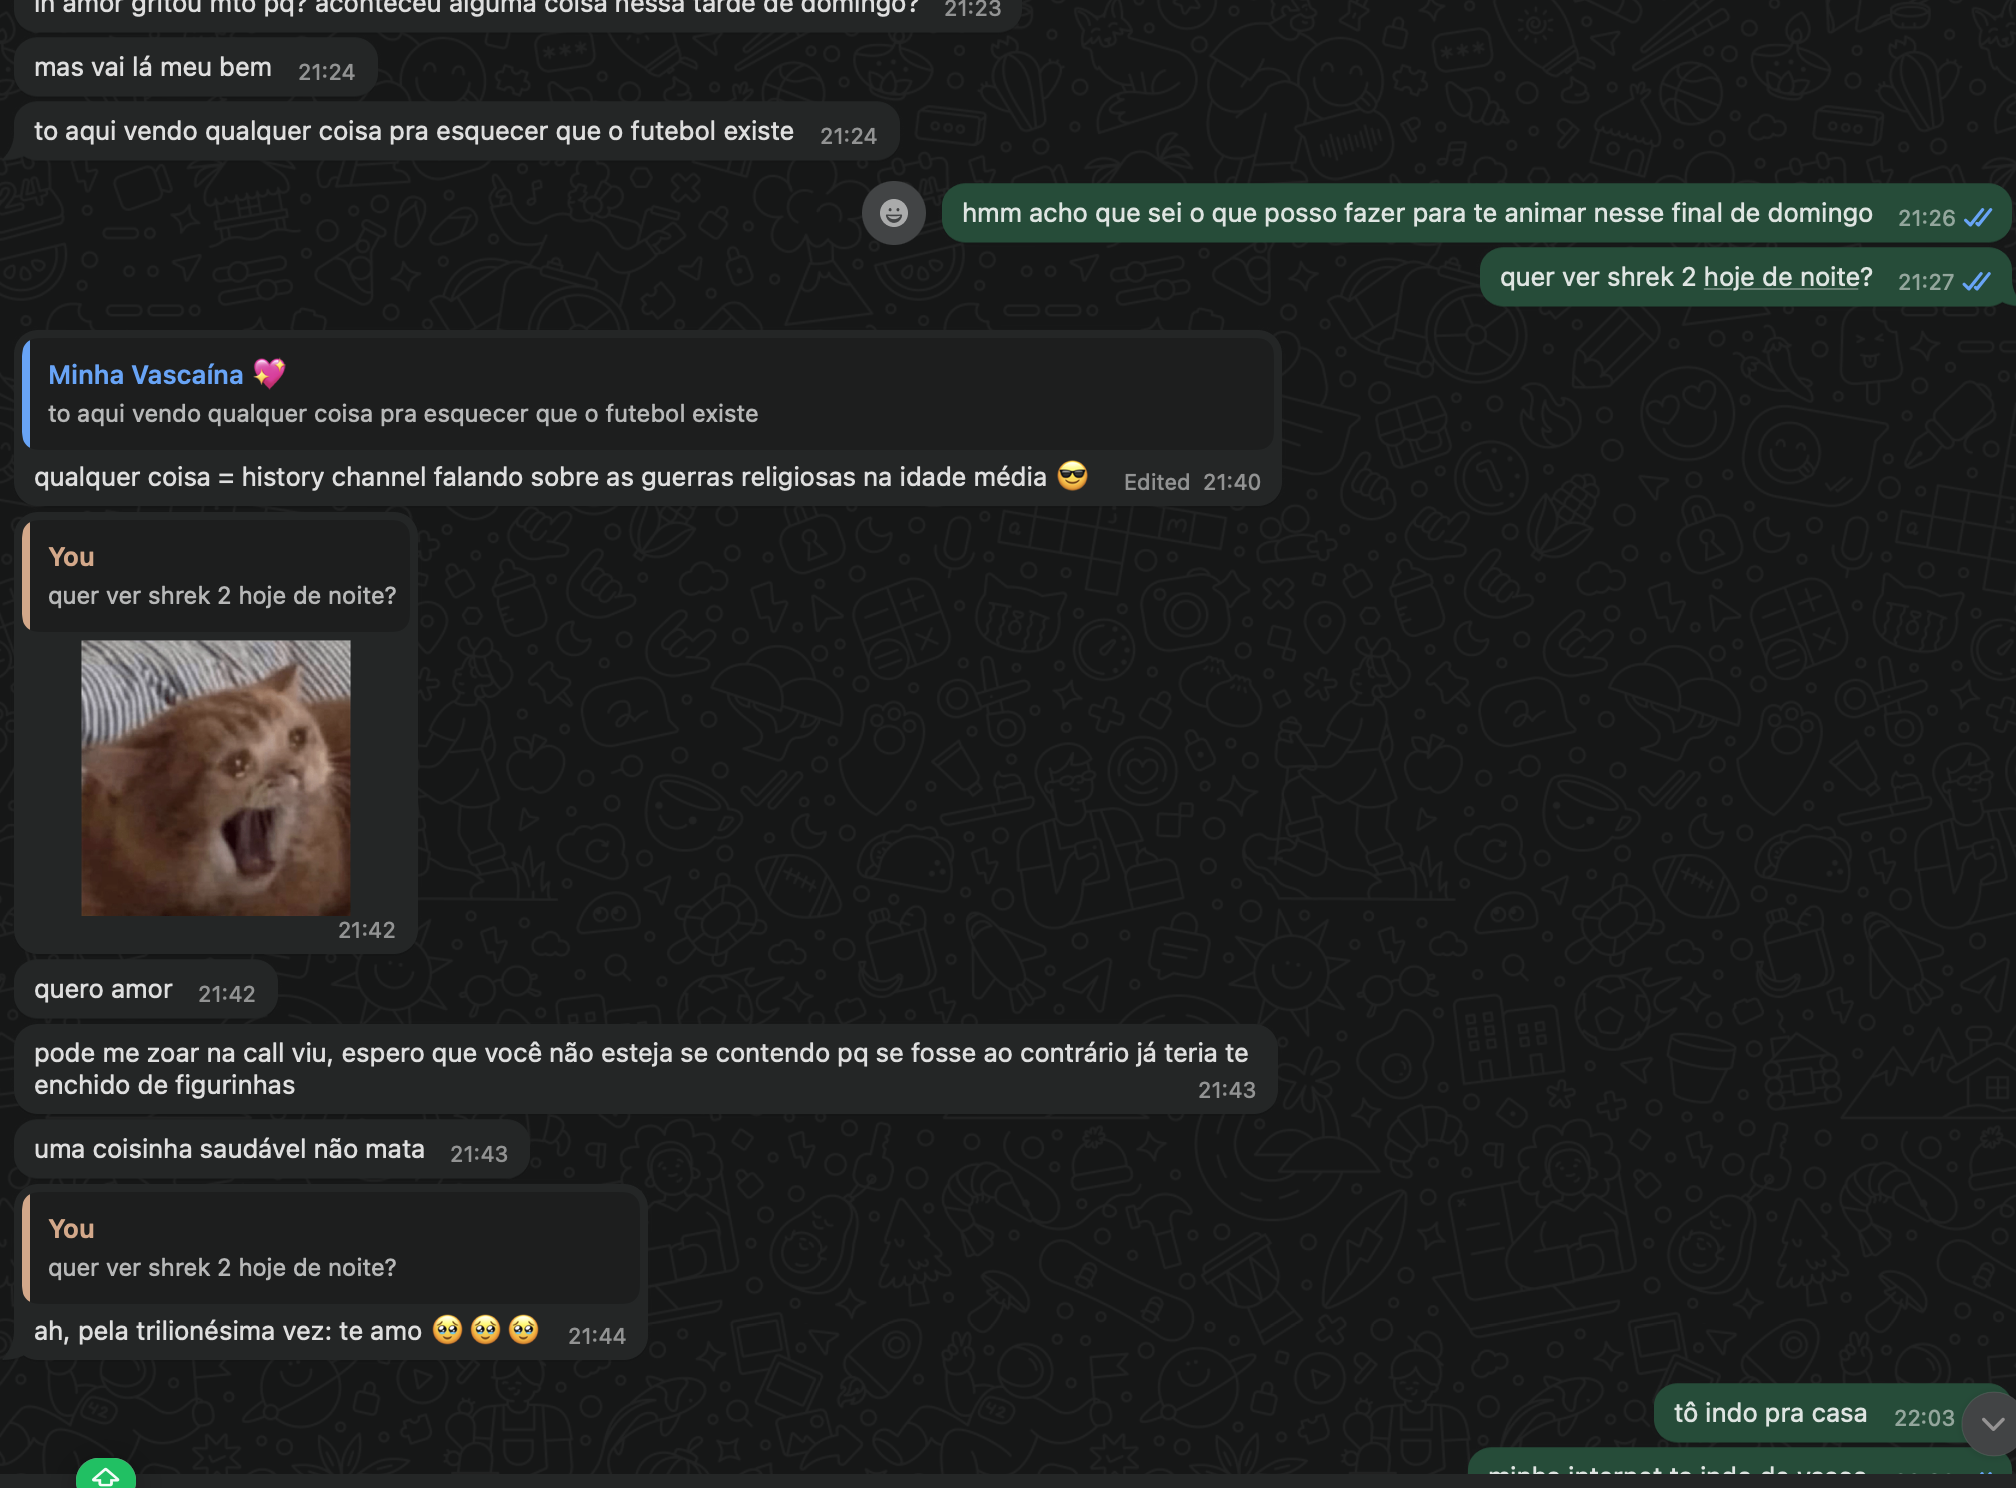 amor gritou mto pq? aconteceu alguma coisa nessa tarde de domingo? 21:23
mas vai lá meu bem 21:24
to aqui vendo qualquer coisa pra esquecer que o futebol existe 21:24
hmm acho que sei o que posso fazer para te animar nesse final de domingo 21:26
quer ver shrek 2 hoje de noite? 21:27
Minha Vascaína 💖
to aqui vendo qualquer coisa pra esquecer que o futebol existe
qualquer coisa = history channel falando sobre as guerras religiosas na idade média 😎 Edited 21:40
You
quer ver shrek 2 hoje de noite?
21:42
quero amor 21:42
pode me zoar na call viu, espero que você não esteja se contendo pq se fosse ao contrário já teria te
enchido de figurinhas 21:43
uma coisinha saudável não mata 21:43
You
quer ver shrek 2 hoje de noite?
ah, pela trilionésima vez: te amo 🥹🥹🥹 21:44
tô indo pra casa 22:03
minha internet to indo de